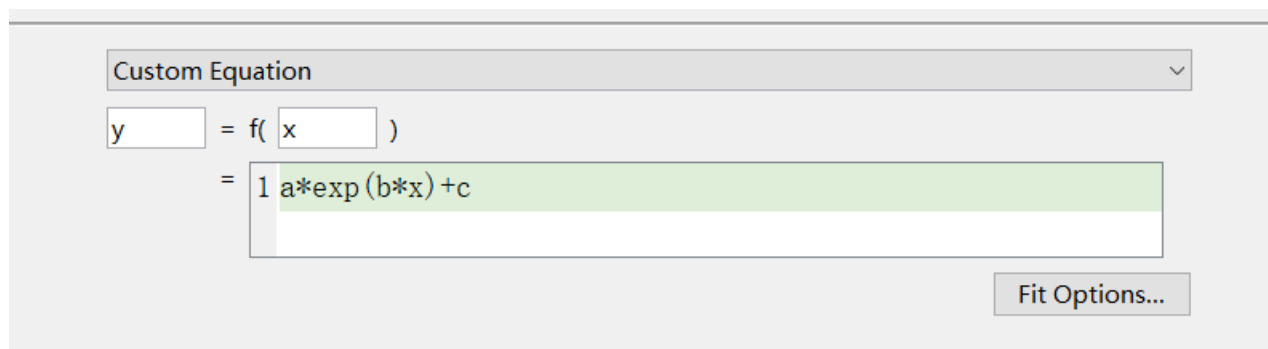 Custom Equation
y = f( x )
= 1 a*exp(b*x)+c
Fit Options...